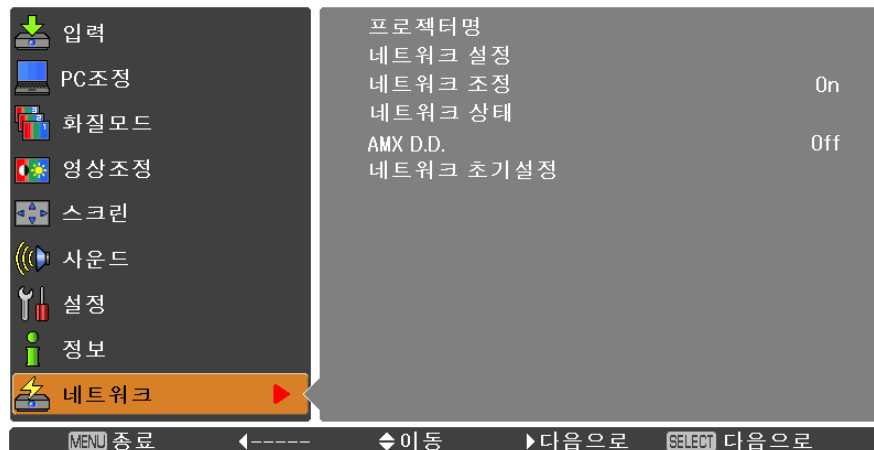 입력
PC조정
화질모드
영상조정
스크린
사운드
설정
정보
네트워크
프로젝터명
네트워크 설정
네트워크 조정 On
네트워크 상태
AMX D.D. Off
네트워크 초기설정
MENU 종료 ----- 이동 다음으로 SELECT 다음으로